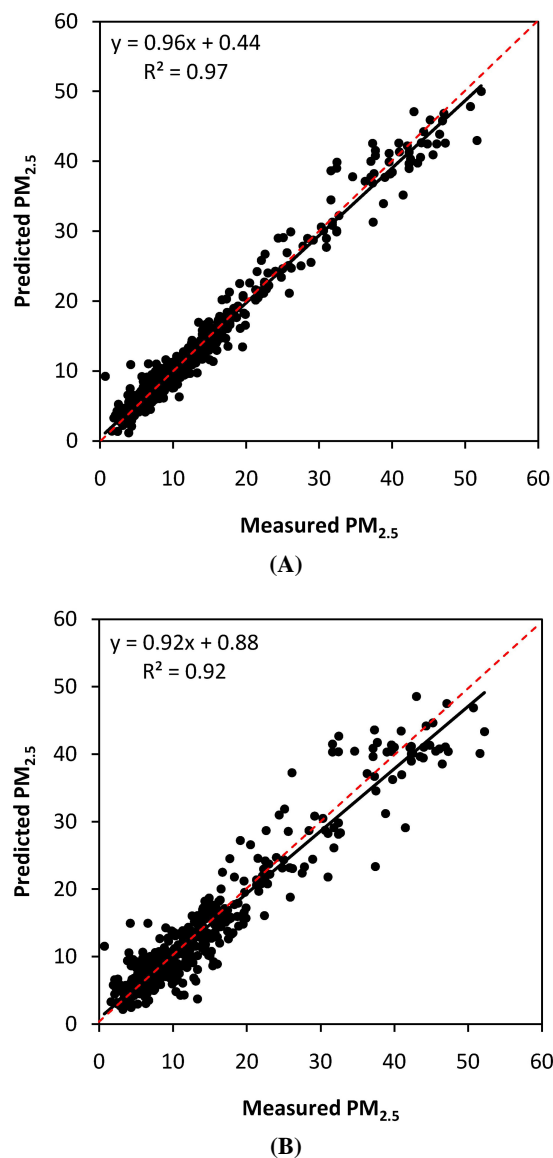 60
y = 0.96x + 0.44
R² = 0.97
50
40
30
20
10
0
Predicted PM2.5
0 10 20 30 40 50 60
Measured PM2.5
(A)
60
y = 0.92x + 0.88
R² = 0.92
50
40
30
20
10
0
Predicted PM2.5
0 10 20 30 40 50 60
Measured PM2.5
(B)